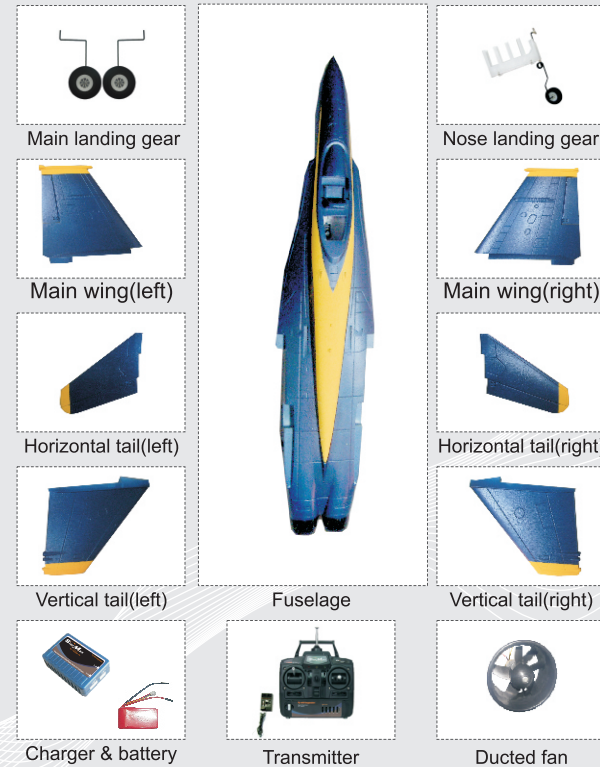 Main landing gear
Nose landing gear
Main wing(left)
Main wing(right)
Horizontal tail(left)
Horizontal tail(right
Vertical tail(left)
Fuselage
Vertical tail(right)
Charger & battery
Transmitter
Ducted fan